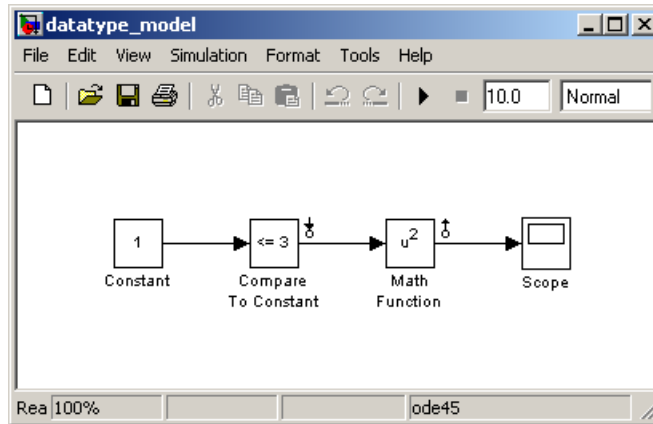 datatype_model
File Edit View Simulation Format Tools Help
10.0 Normal
1
<= 3
u2
Constant
Compare
To Constant
Math
Function
Scope
Rea 100% ode45